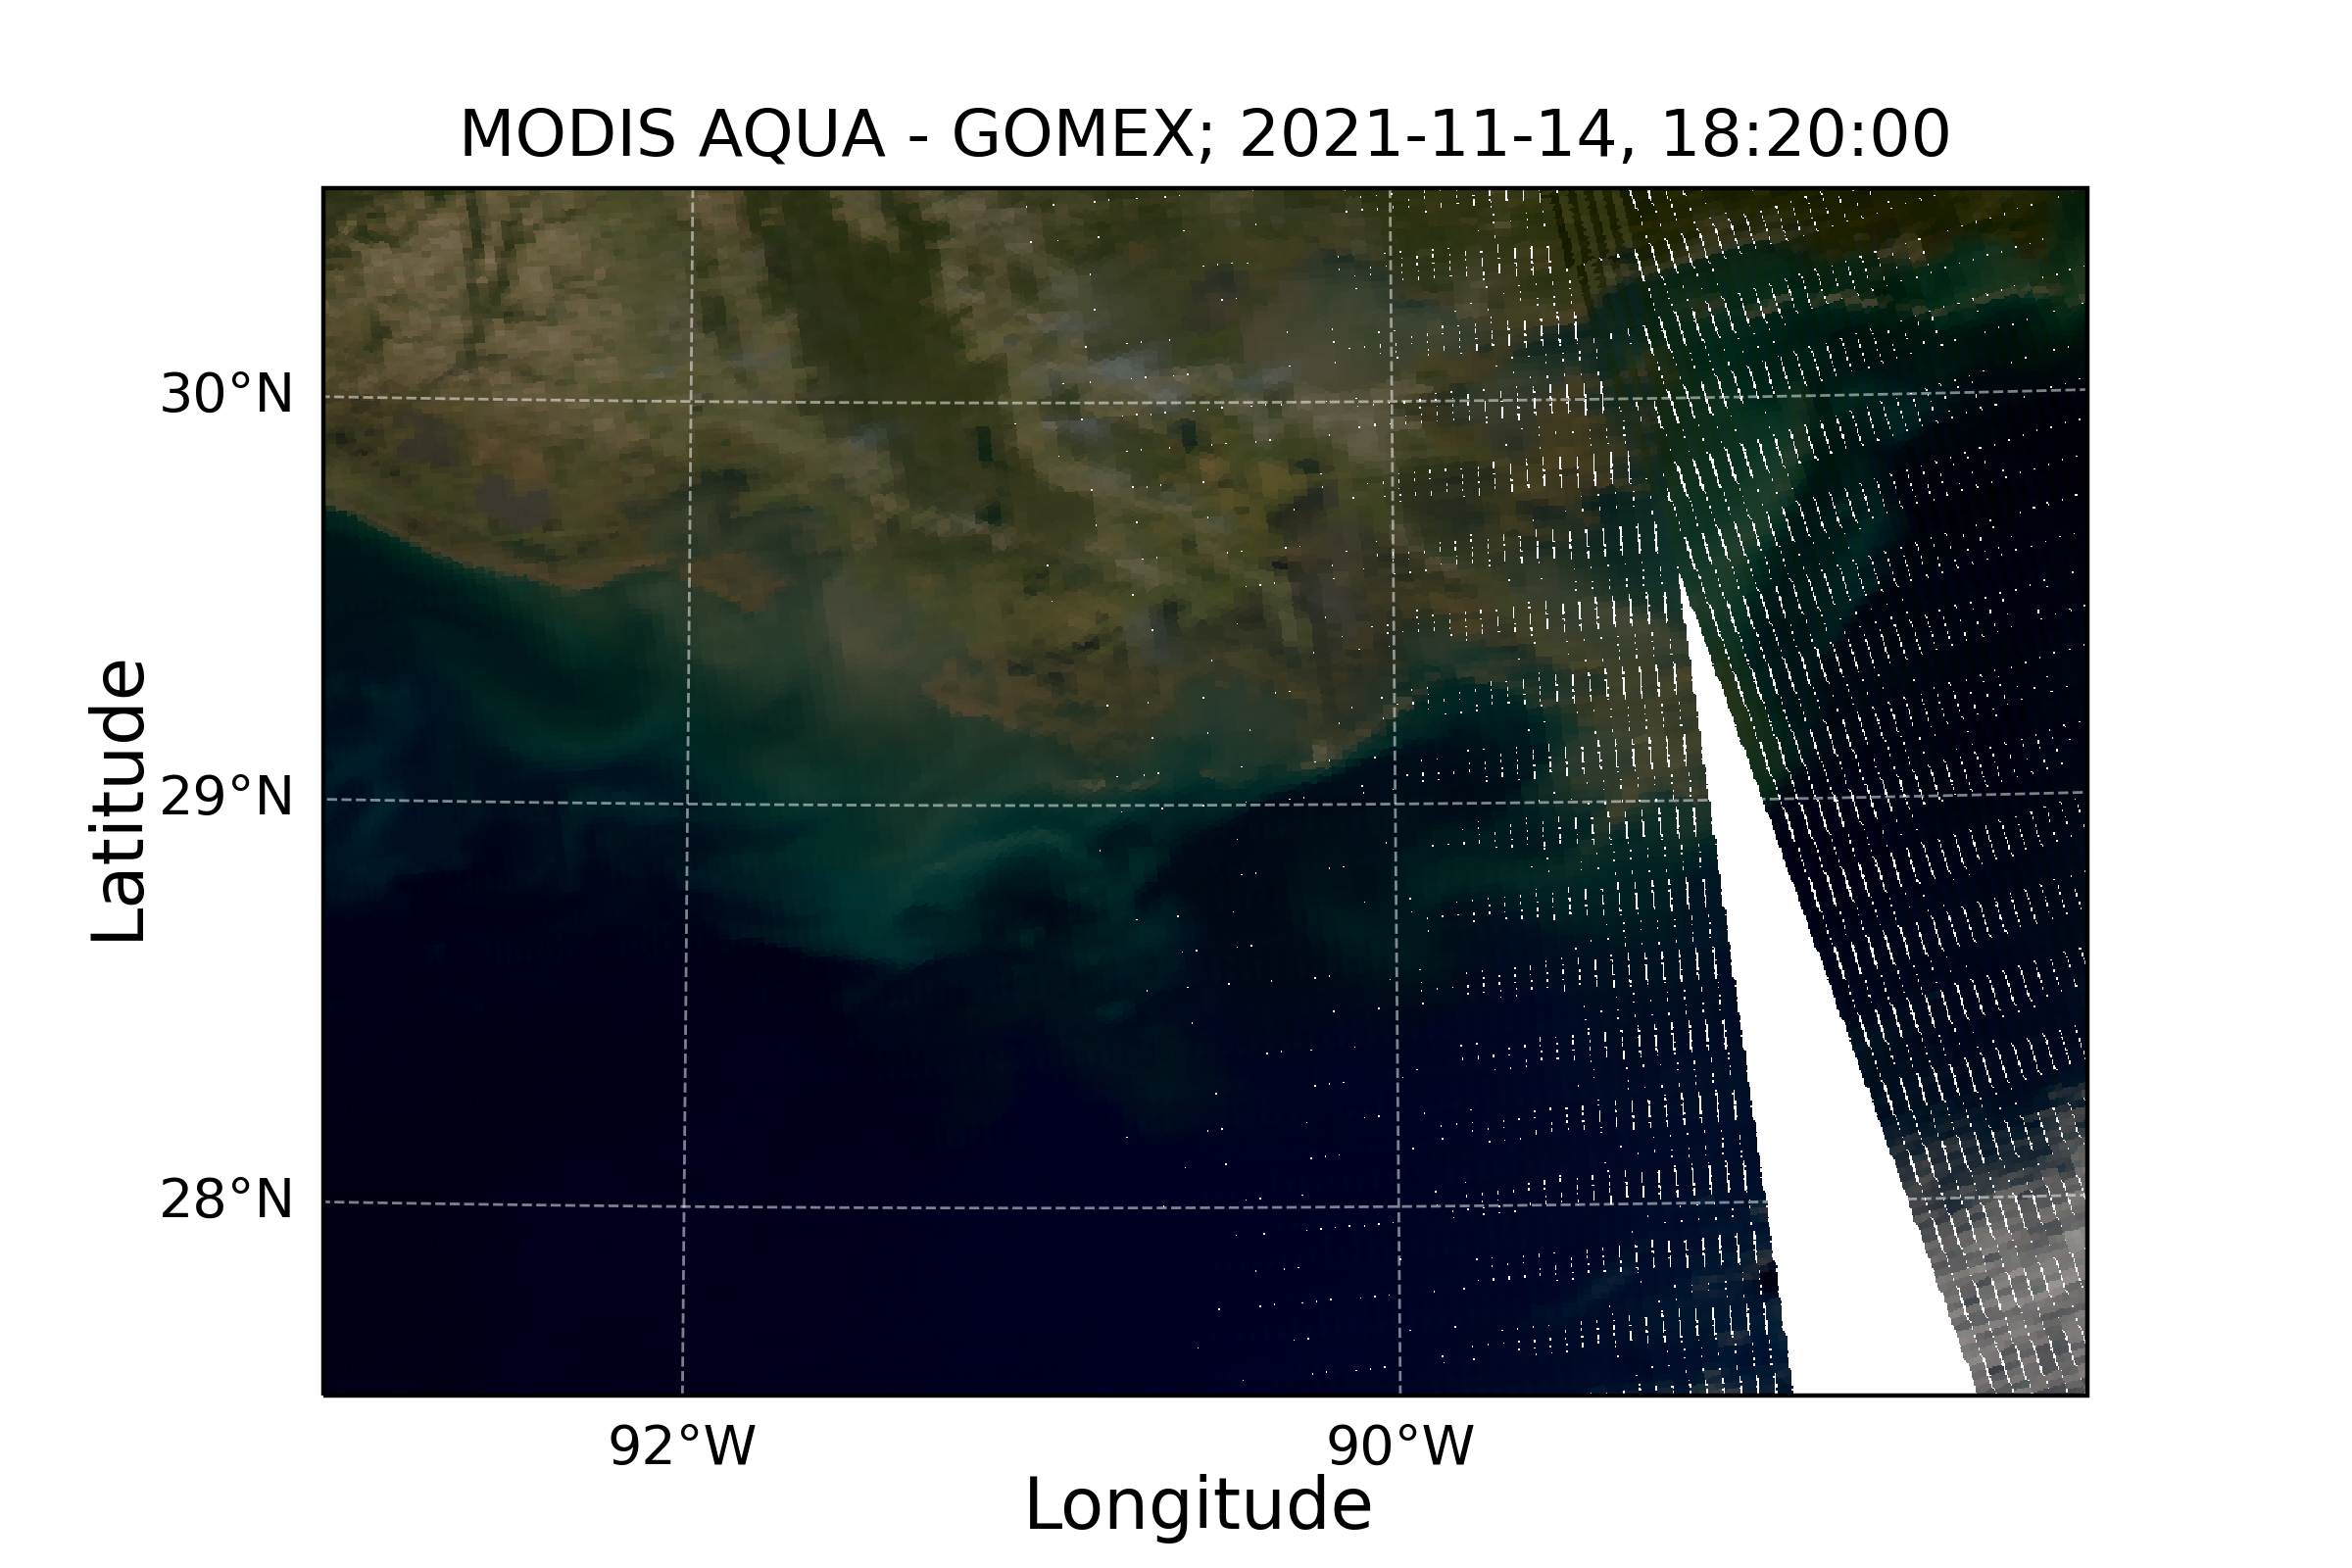 MODIS AQUA - GOMEX; 2021-11-14, 18:20:00
30°N
29°N
28°N
Latitude
92°W
90°W
Longitude